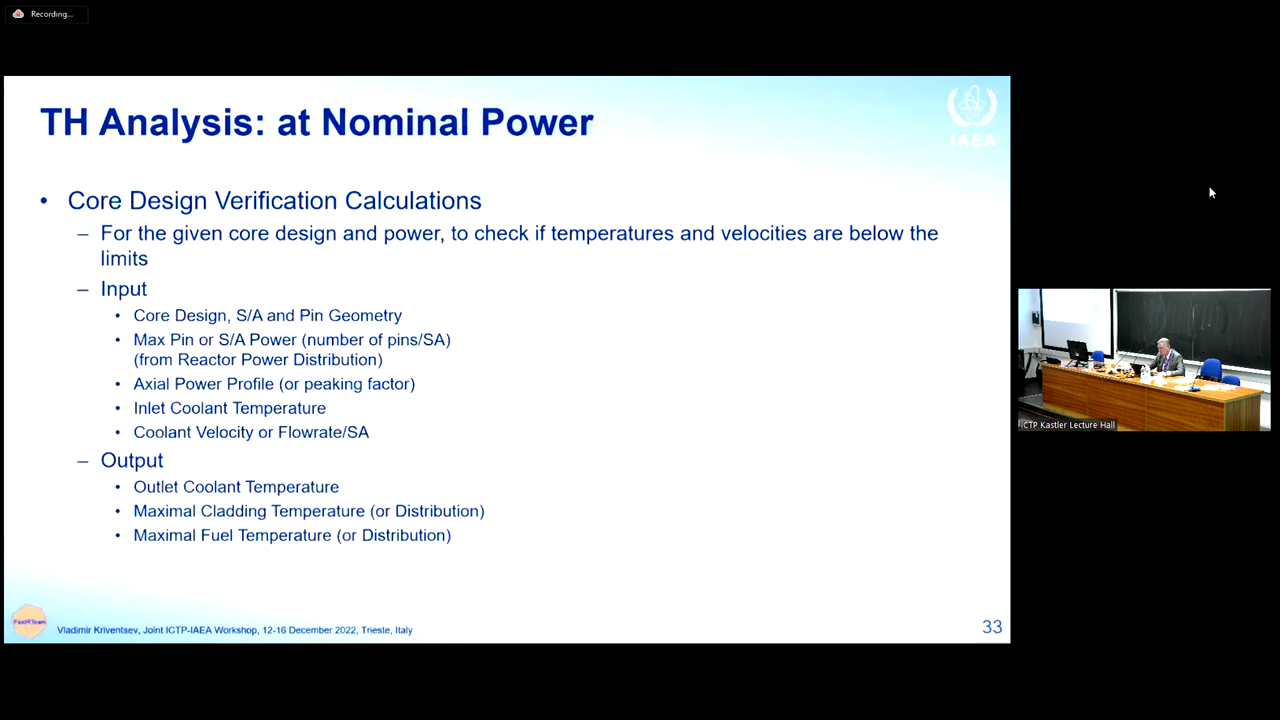 Recording...
TH Analysis: at Nominal Power
IAEA
• Core Design Verification Calculations
– For the given core design and power, to check if temperatures and velocities are below the
limits
– Input
• Core Design, S/A and Pin Geometry
• Max Pin or S/A Power (number of pins/SA)
(from Reactor Power Distribution)
• Axial Power Profile (or peaking factor)
• Inlet Coolant Temperature
• Coolant Velocity or Flowrate/SA
– Output
• Outlet Coolant Temperature
• Maximal Cladding Temperature (or Distribution)
• Maximal Fuel Temperature (or Distribution)
FastRTeam
Vladimir Kriventsev, Joint ICTP-IAEA Workshop, 12-16 December 2022, Trieste, Italy
33
ICTP Kastler Lecture Hall